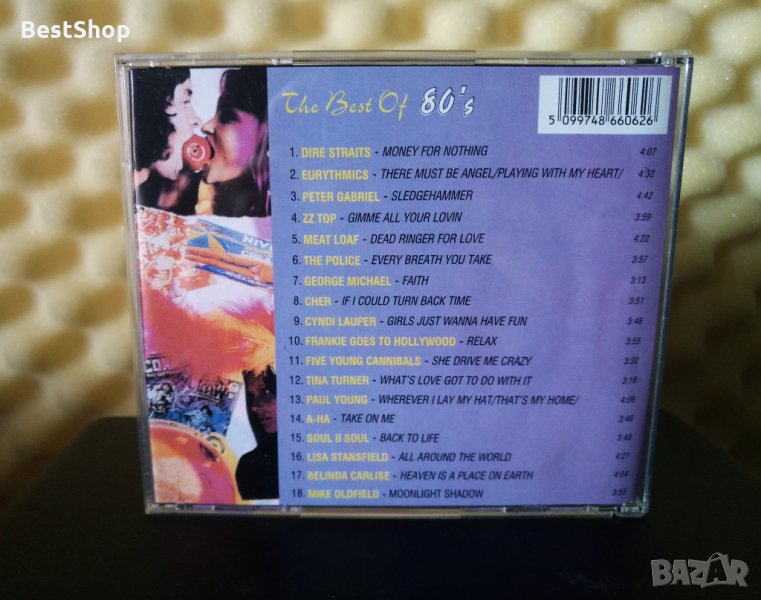 BestShop
The Best Of 80's
5 099748 660626
1. DIRE STRAITS - MONEY FOR NOTHING 4:07
2. EURYTHMICS - THERE MUST BE ANGEL/PLAYING WITH MY HEART/ 4:32
3. PETER GABRIEL - SLEDGEHAMMER 4:42
4. ZZ TOP - GIMME ALL YOUR LOVIN 3:59
5. MEAT LOAF - DEAD RINGER FOR LOVE 4:22
6. THE POLICE - EVERY BREATH YOU TAKE 3:57
7. GEORGE MICHAEL - FAITH 3:13
8. CHER - IF I COULD TURN BACK TIME 3:51
9. CYNDI LAUPER - GIRLS JUST WANNA HAVE FUN 3:48
10. FRANKIE GOES TO HOLLYWOOD - RELAX 3:55
11. FIVE YOUNG CANNIBALS - SHE DRIVE ME CRAZY 3:32
12. TINA TURNER - WHAT'S LOVE GOT TO DO WITH IT 3:18
13. PAUL YOUNG - WHEREVER I LAY MY HAT/THAT'S MY HOME/ 4:06
14. A-HA - TAKE ON ME 3:46
15. SOUL II SOUL - BACK TO LIFE 3:48
16. LISA STANSFIELD - ALL AROUND THE WORLD 4:21
17. BELINDA CARLISE - HEAVEN IS A PLACE ON EARTH 4:04
18. MIKE OLDFIELD - MOONLIGHT SHADOW 3:55
NIVEA
BAZAR